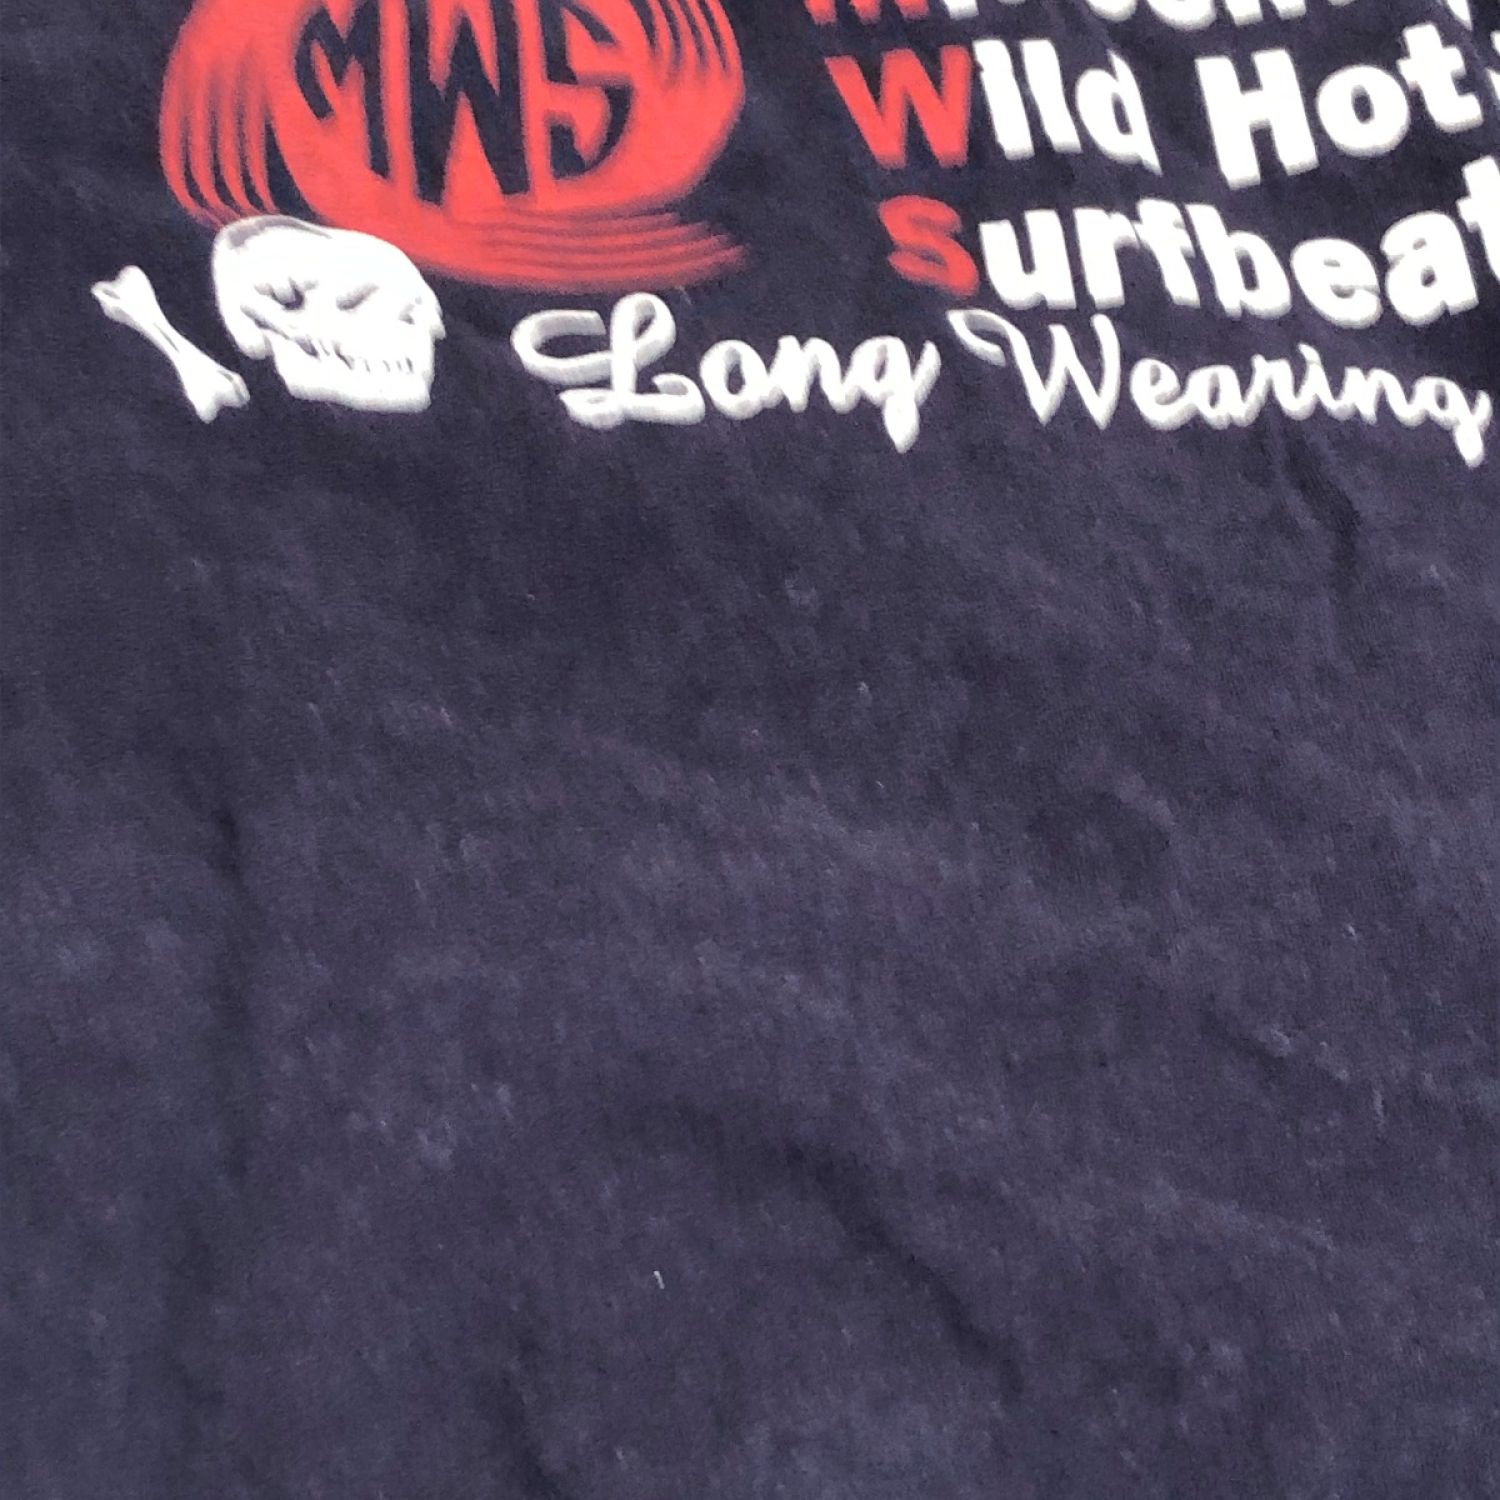 MWS
Wild Hot
Surfbeat
Long Wearing